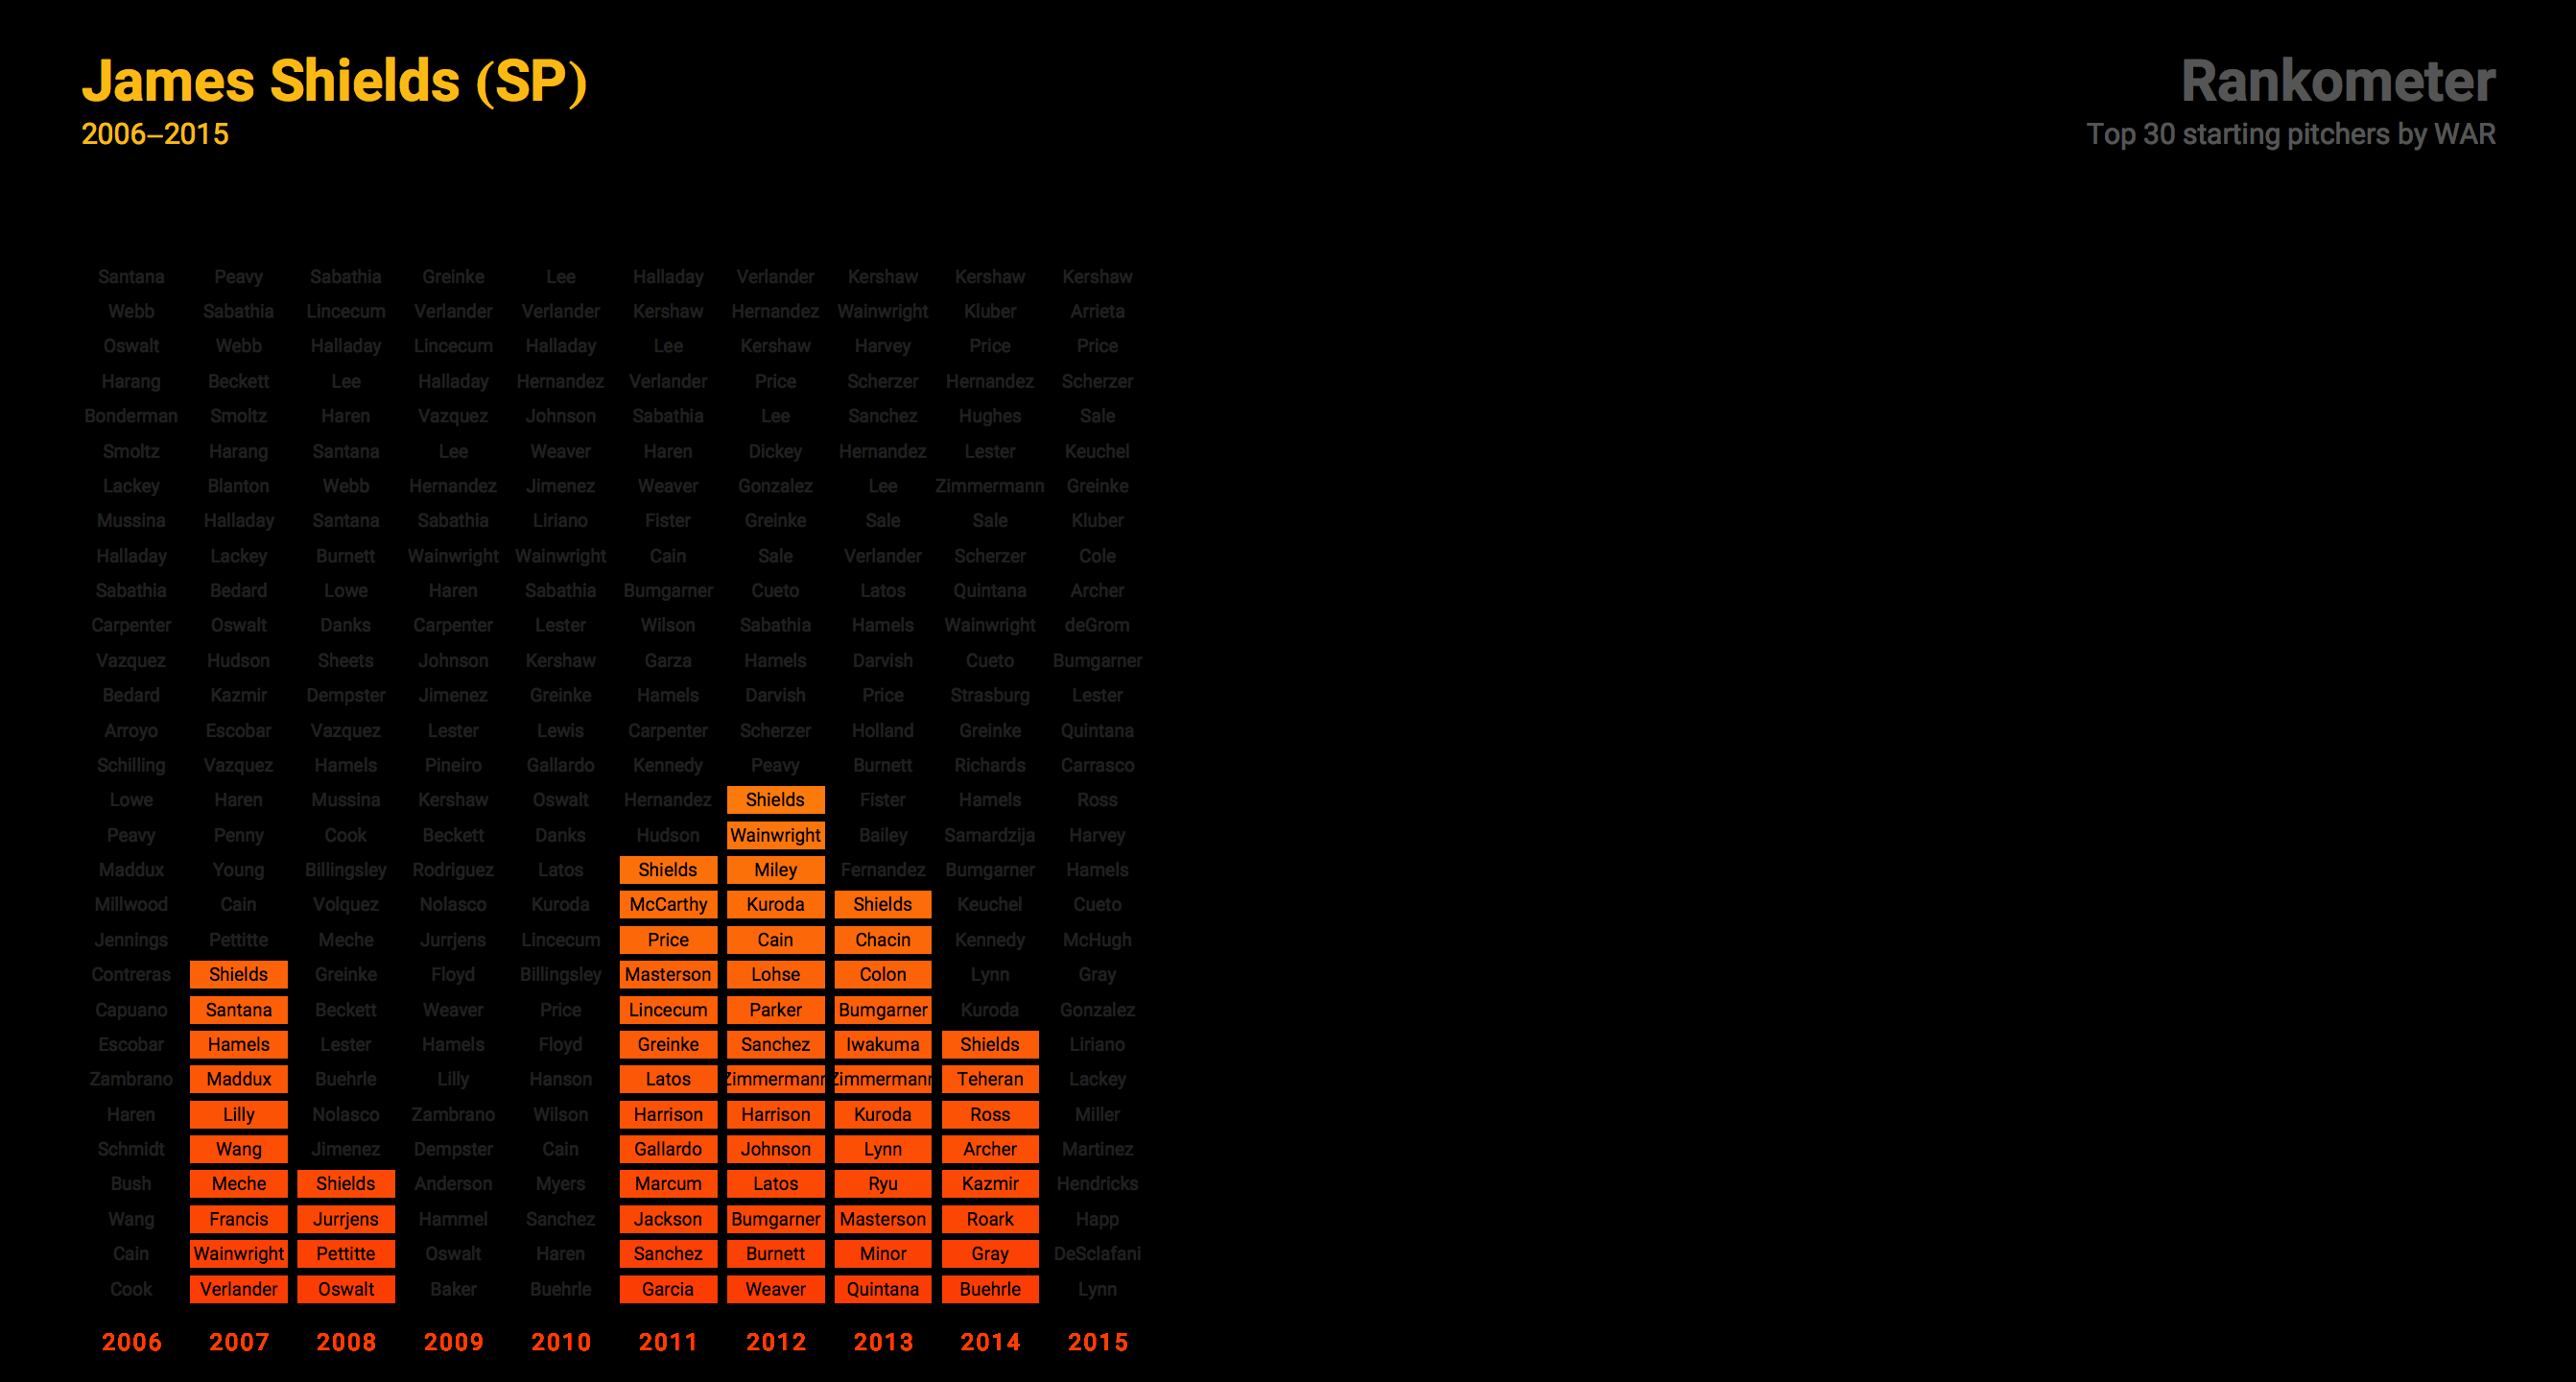 James Shields (SP)
2006–2015
Rankometer
Top 30 starting pitchers by WAR
Santana Peavy Sabathia Greinke Lee Halladay Verlander Kershaw Kershaw Kershaw
Webb Sabathia Lincecum Verlander Verlander Kershaw Hernandez Wainwright Kluber Arrieta
Oswalt Webb Halladay Lincecum Halladay Lee Kershaw Harvey Price Price
Harang Beckett Lee Halladay Hernandez Verlander Price Scherzer Hernandez Scherzer
Bonderman Smoltz Haren Vazquez Johnson Sabathia Lee Sanchez Hughes Sale
Smoltz Harang Santana Lee Weaver Haren Dickey Hernandez Lester Keuchel
Lackey Blanton Webb Hernandez Jimenez Weaver Gonzalez Lee Zimmermann Greinke
Mussina Halladay Santana Sabathia Liriano Fister Greinke Sale Sale Kluber
Halladay Lackey Burnett Wainwright Wainwright Cain Sale Verlander Scherzer Cole
Sabathia Bedard Lowe Haren Sabathia Bumgarner Cueto Latos Quintana Archer
Carpenter Oswalt Danks Carpenter Lester Wilson Sabathia Hamels Wainwright deGrom
Vazquez Hudson Sheets Johnson Kershaw Garza Hamels Darvish Cueto Bumgarner
Bedard Kazmir Dempster Jimenez Greinke Hamels Darvish Price Strasburg Lester
Arroyo Escobar Vazquez Lester Lewis Carpenter Scherzer Holland Greinke Quintana
Schilling Vazquez Hamels Pineiro Gallardo Kennedy Peavy Burnett Richards Carrasco
Lowe Haren Mussina Kershaw Oswalt Hernandez Shields Fister Hamels Ross
Peavy Penny Cook Beckett Danks Hudson Wainwright Bailey Samardzija Harvey
Maddux Young Billingsley Rodriguez Latos Shields Miley Fernandez Bumgarner Hamels
Millwood Cain Volquez Nolasco Kuroda McCarthy Kuroda Shields Keuchel Cueto
Jennings Pettitte Meche Jurrjens Lincecum Price Cain Chacin Kennedy McHugh
Contreras Shields Greinke Floyd Billingsley Masterson Lohse Colon Lynn Gray
Capuano Santana Beckett Weaver Price Lincecum Parker Bumgarner Kuroda Gonzalez
Escobar Hamels Lester Hamels Floyd Greinke Sanchez Iwakuma Shields Liriano
Zambrano Maddux Buehrle Lilly Hanson Latos Zimmermann Zimmermann Teheran Lackey
Haren Lilly Nolasco Zambrano Wilson Harrison Harrison Kuroda Ross Miller
Schmidt Wang Jimenez Dempster Cain Gallardo Johnson Lynn Archer Martinez
Bush Meche Shields Anderson Myers Marcum Latos Ryu Kazmir Hendricks
Wang Francis Jurrjens Hammel Sanchez Jackson Bumgarner Masterson Roark Happ
Cain Wainwright Pettitte Oswalt Haren Sanchez Burnett Minor Gray DeSclafani
Cook Verlander Oswalt Baker Buehrle Garcia Weaver Quintana Buehrle Lynn
2006 2007 2008 2009 2010 2011 2012 2013 2014 2015